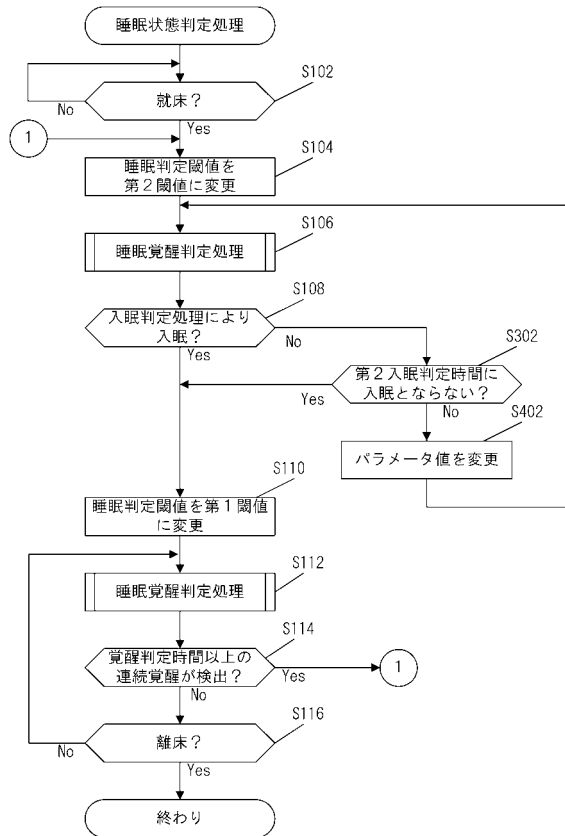 睡眠状態判定処理
S102
就床？
No
Yes
1
S104
睡眠判定閾値を
第２閾値に変更
S106
睡眠覚醒判定処理
S108
入眠判定処理により
入眠？
No
Yes
S302
第２入眠判定時間に
入眠とならない？
Yes
No
S402
パラメータ値を変更
S110
睡眠判定閾値を第１閾値
に変更
S112
睡眠覚醒判定処理
S114
覚醒判定時間以上の
連続覚醒が検出？
Yes
1
No
S116
離床？
No
Yes
終わり